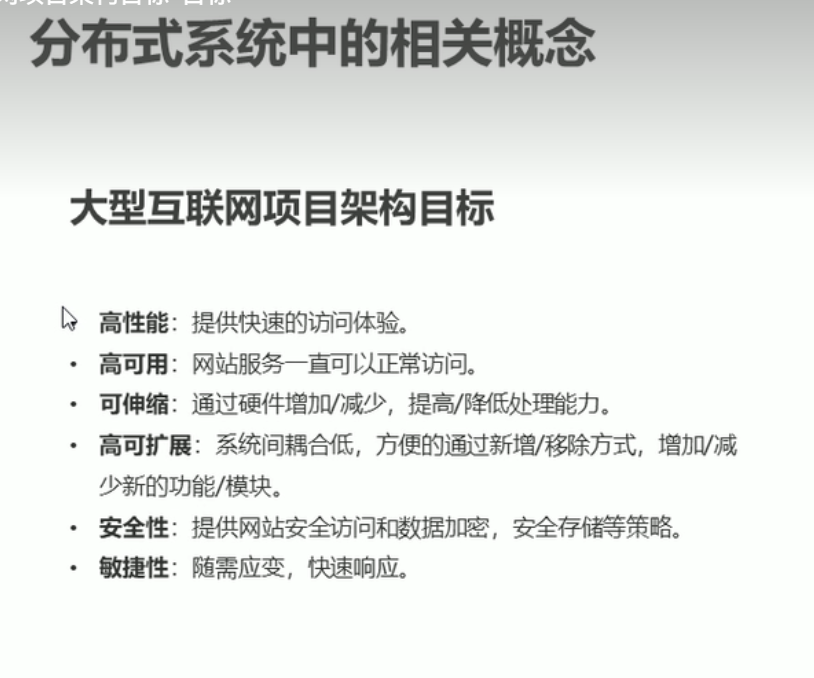 分布式系统中的相关概念
大型互联网项目架构目标
高性能：提供快速的访问体验。
• 高可用：网站服务一直可以正常访问。
• 可伸缩：通过硬件增加/减少，提高/降低处理能力。
• 高可扩展：系统间耦合低，方便的通过新增/移除方式，增加/减
少新的功能/模块。
• 安全性：提供网站安全访问和数据加密，安全存储等策略。
• 敏捷性：随需应变，快速响应。